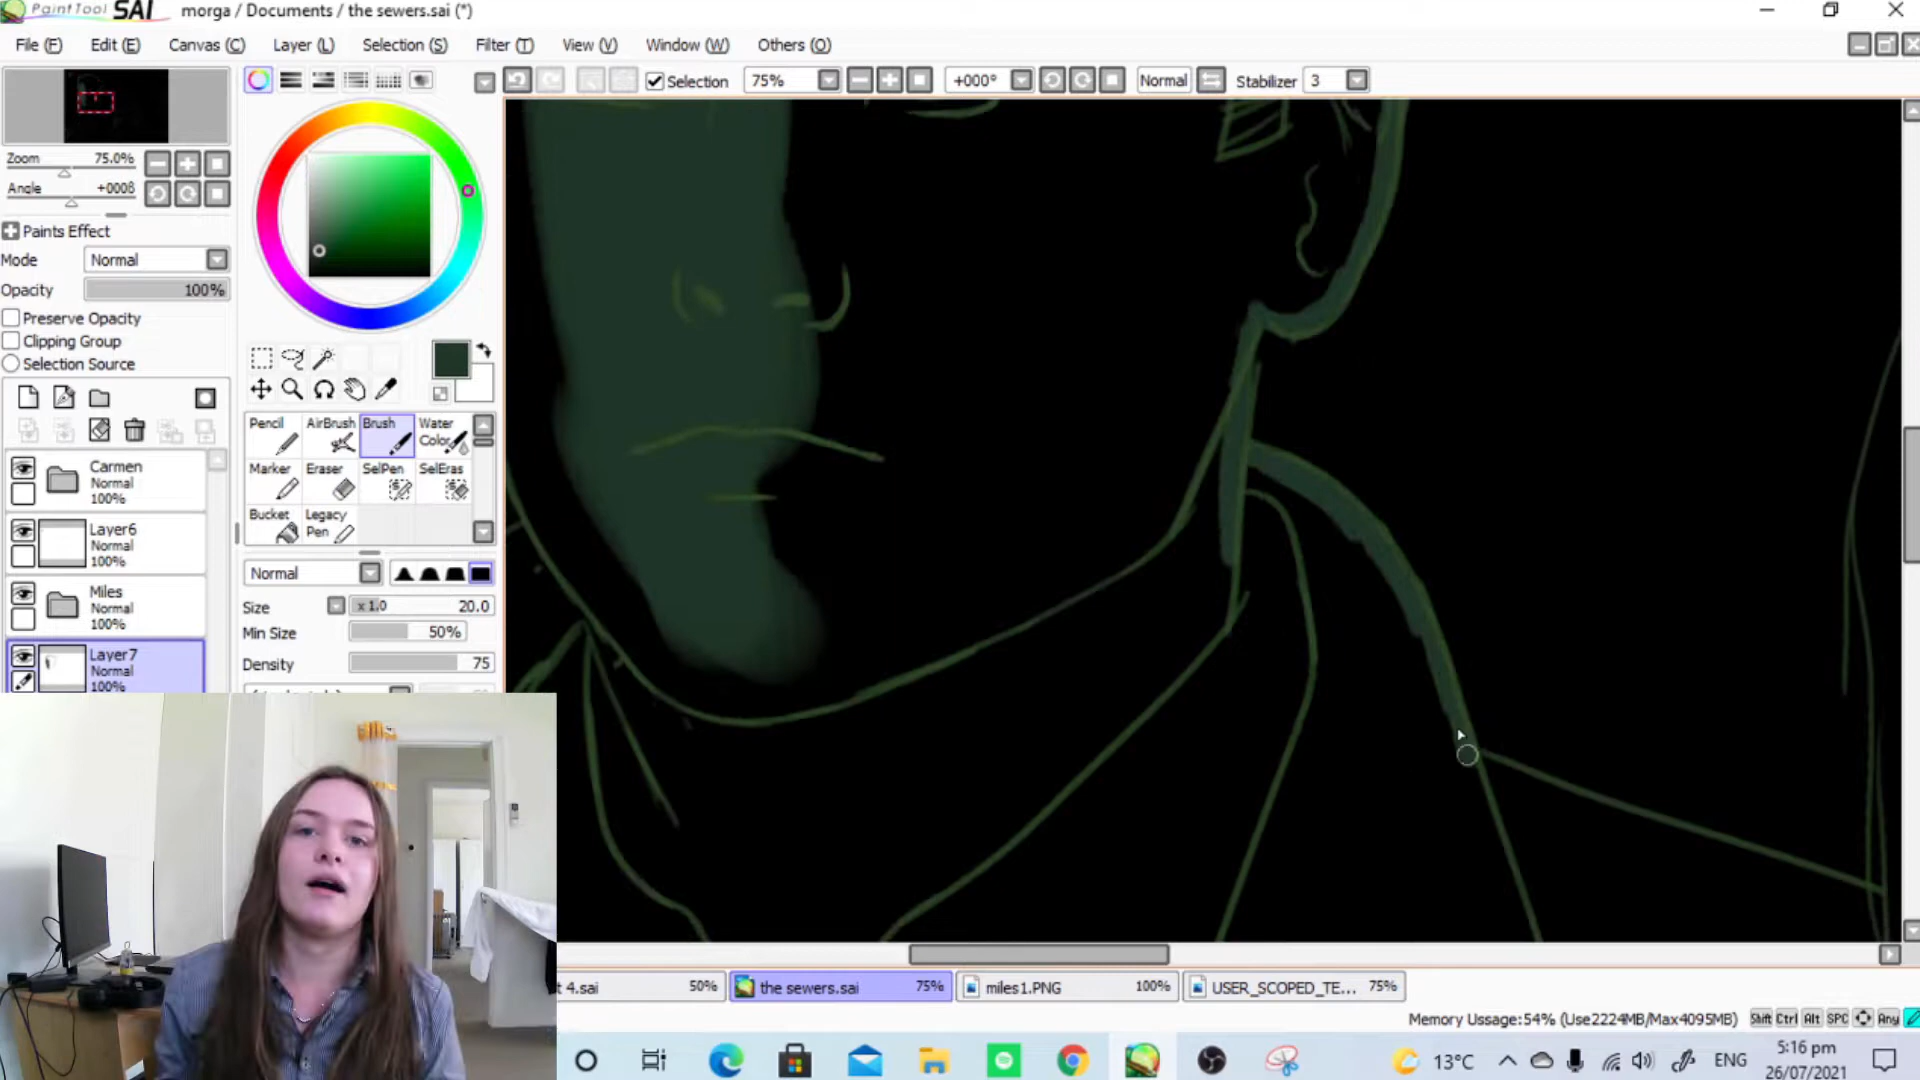 PaintTool SAI morga / Documents / the sewers.sai (*)
File (F) Edit (E) Canvas (C) Layer (L) Selection (S) Filter (T) View (V) Window (W) Others (O)
Selection 75% +000° Normal Stabilizer 3
Zoom 75.0%
Angle +000
Paints Effect
Mode Normal
Opacity 100%
Preserve Opacity
Clipping Group
Selection Source
Carmen
Normal
100%
Layer6
Normal
100%
Miles
Normal
100%
Layer7
Normal
100%
Pencil AirBrush Brush Water Color
Marker Eraser SelPen SelEras
Bucket Legacy Pen
Normal
Size x 1.0 20.0
Min Size 50%
Density 75
t 4.sai 50% the sewers.sai 75% miles1.PNG 100% USER_SCOPED_TE... 75%
Memory Ussage:54% (Use2224MB/Max4095MB) Shift Ctrl Alt SPC Any
13°C ENG 5:16 pm
26/07/2021